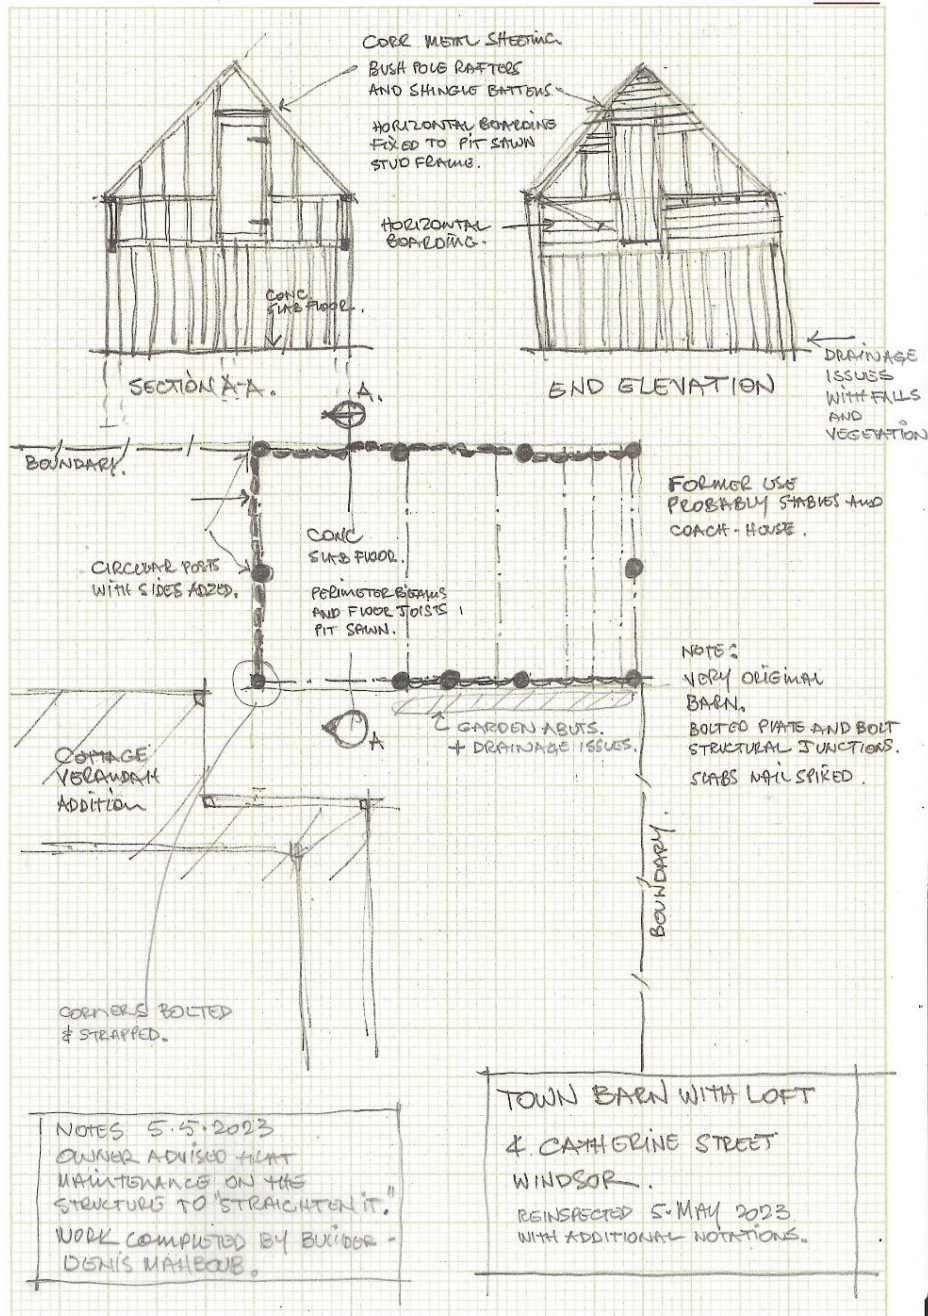 CORR METAL SHEETING.
BUSH POLE RAFTERS
AND SHINGLE BATTENS.
HORIZONTAL BOARDING
FIXED TO PIT SAWN
STUD FRAME.
HORIZONTAL
BOARDING.
CONC.
SLAB FLOOR.
SECTION A-A.
END ELEVATION
DRAINAGE
ISSUES
WITH FALLS
AND
VEGETATION
A.
BOUNDARY.
FORMER USE
PROBABLY STABLES AND
COACH-HOUSE.
CIRCULAR POSTS
WITH SIDES ADZED.
CONC
SLAB FLOOR.
PERIMETER BEAMS
AND FLOOR JOISTS
PIT SAWN.
NOTE:
VERY ORIGINAL
BARN.
BOLTED PLATE AND BOLT
STRUCTURAL JUNCTIONS.
SLABS NAIL SPIKED.
A
GARDEN ABUTS.
+ DRAINAGE ISSUES.
COTTAGE
VERANDAH
ADDITION
BOUNDARY.
CORNERS BOLTED
& STRAPPED.
NOTES 5.5.2023
OWNER ADVISED THAT
MAINTENANCE ON THE
STRUCTURE TO "STRAIGHTEN IT."
WORK COMPLETED BY BUILDER -
DENIS MAHBOUB.
TOWN BARN WITH LOFT
4 CATHERINE STREET
WINDSOR.
REINSPECTED 5.MAY 2023
WITH ADDITIONAL NOTATIONS.